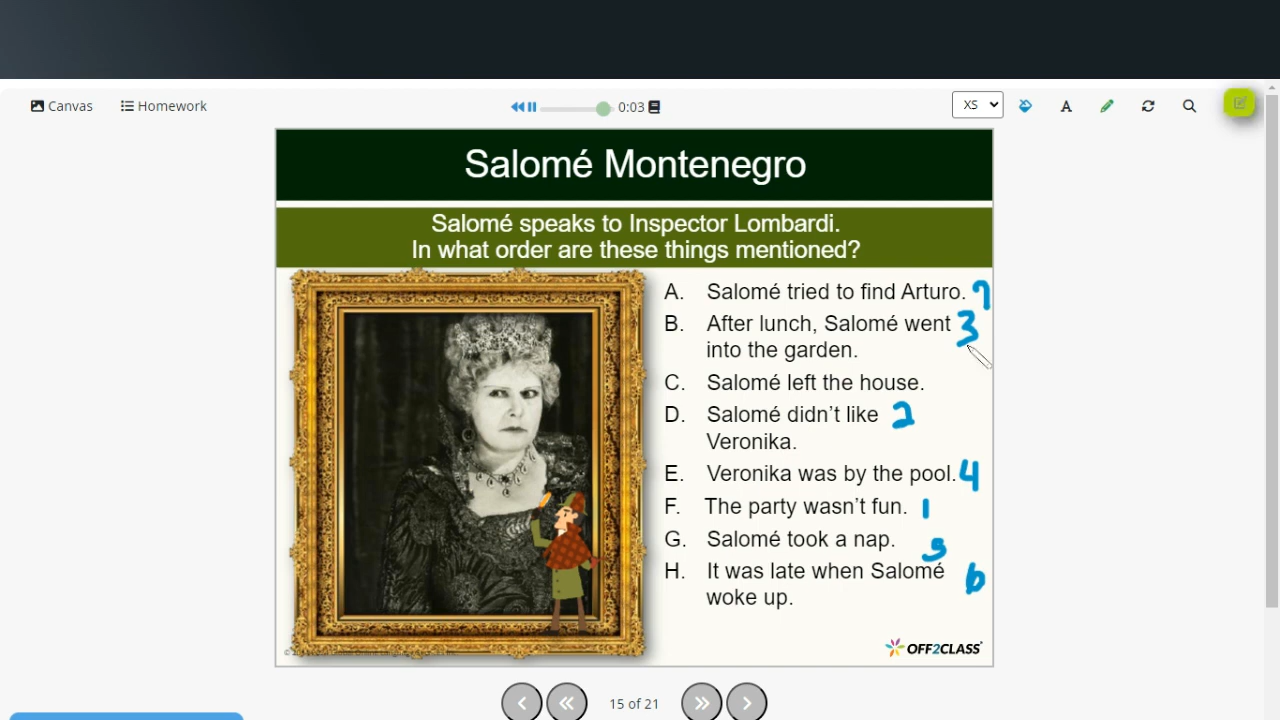 Canvas Homework 0:03 XS A
Salomé Montenegro
Salomé speaks to Inspector Lombardi.
In what order are these things mentioned?
A. Salomé tried to find Arturo. 7
B. After lunch, Salomé went 3
into the garden.
C. Salomé left the house.
D. Salomé didn’t like 2
Veronika.
E. Veronika was by the pool. 4
F. The party wasn’t fun. 1
G. Salomé took a nap. 5
H. It was late when Salomé 6
woke up.
OFF2CLASS
15 of 21